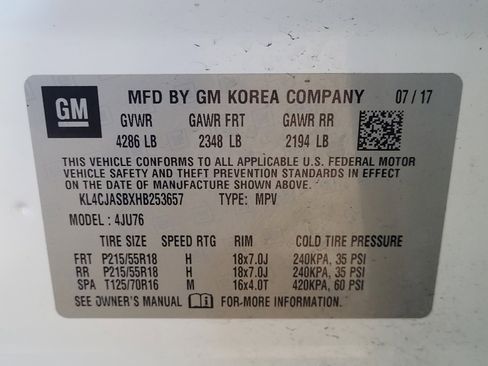 GM
MFD BY GM KOREA COMPANY 07/17
GVWR GAWR FRT GAWR RR
4286 LB 2348 LB 2194 LB
THIS VEHICLE CONFORMS TO ALL APPLICABLE U.S. FEDERAL MOTOR
VEHICLE SAFETY AND THEFT PREVENTION STANDARDS IN EFFECT
ON THE DATE OF MANUFACTURE SHOWN ABOVE.
KL4CJASBXHB253657 TYPE: MPV
MODEL: 4JU76
TIRE SIZE SPEED RTG RIM COLD TIRE PRESSURE
FRT P215/55R18 H 18x7.0J 240KPA, 35 PSI
RR P215/55R18 H 18x7.0J 240KPA, 35 PSI
SPA T125/70R16 M 16x4.0T 420KPA, 60 PSI
SEE OWNER'S MANUAL FOR-MORE INFORMATION.